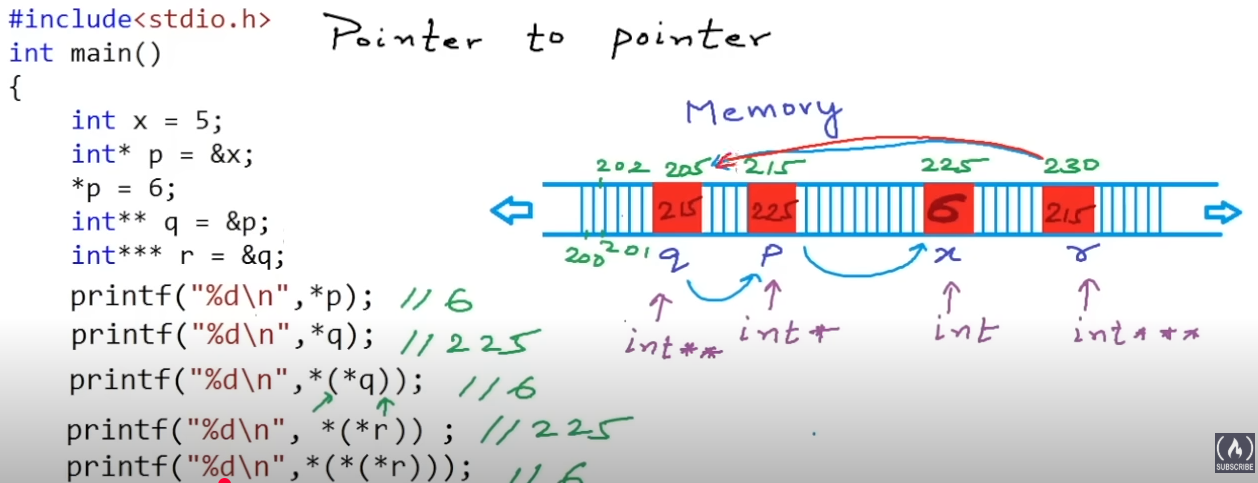 #include<stdio.h>
int main()
{
int x = 5;
int* p = &x;
*p = 6;
int** q = &p;
int*** r = &q;
printf("%d\n",*p); // 6
printf("%d\n",*q); // 225
printf("%d\n",*(*q)); // 6
printf("%d\n", *(*r)) ; // 225
printf("%d\n",*(*(*r))); // 6
Pointer to pointer
Memory
202 205 215 225 230
215 225 6 215
200 201 q p x r
int** int* int int***
SUBSCRIBE